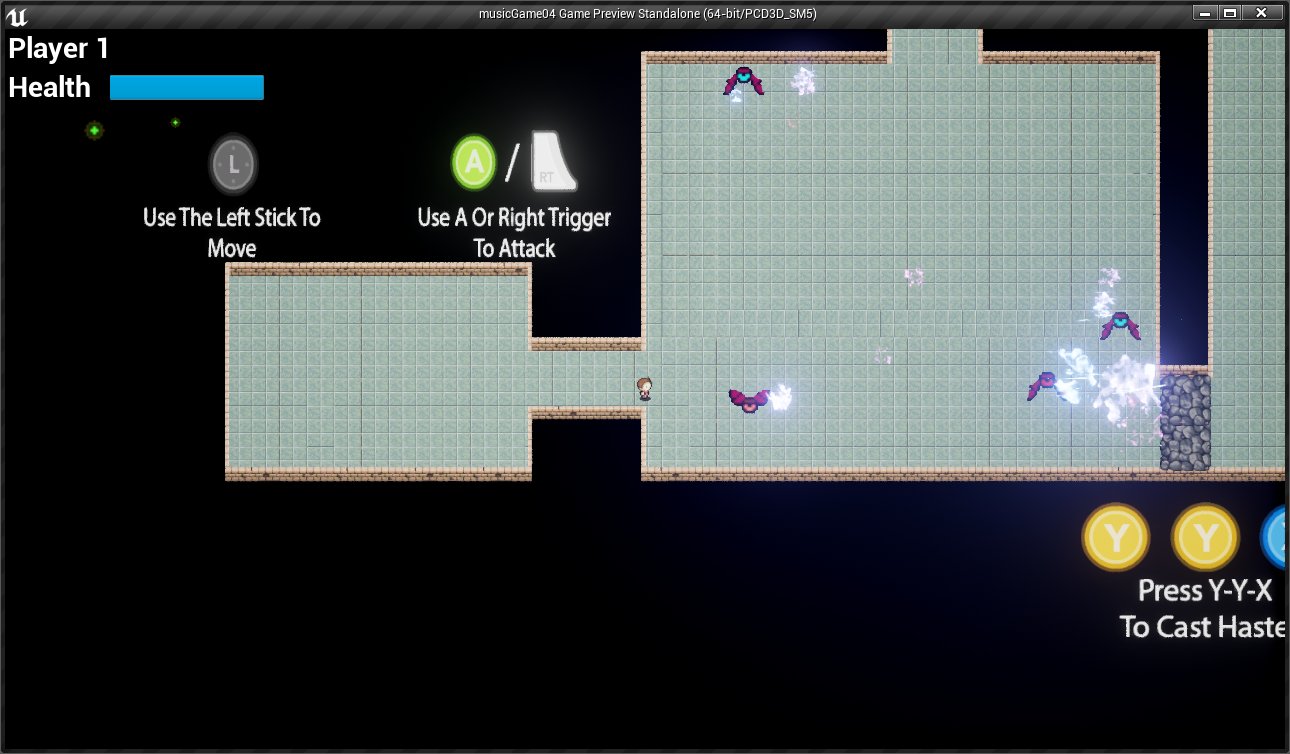 musicGame04 Game Preview Standalone (64-bit/PCD3D_SM5)
Player 1
Health
L
A / RT
Use The Left Stick To
Move
Use A Or Right Trigger
To Attack
Y Y
Press Y-Y-X
To Cast Haste